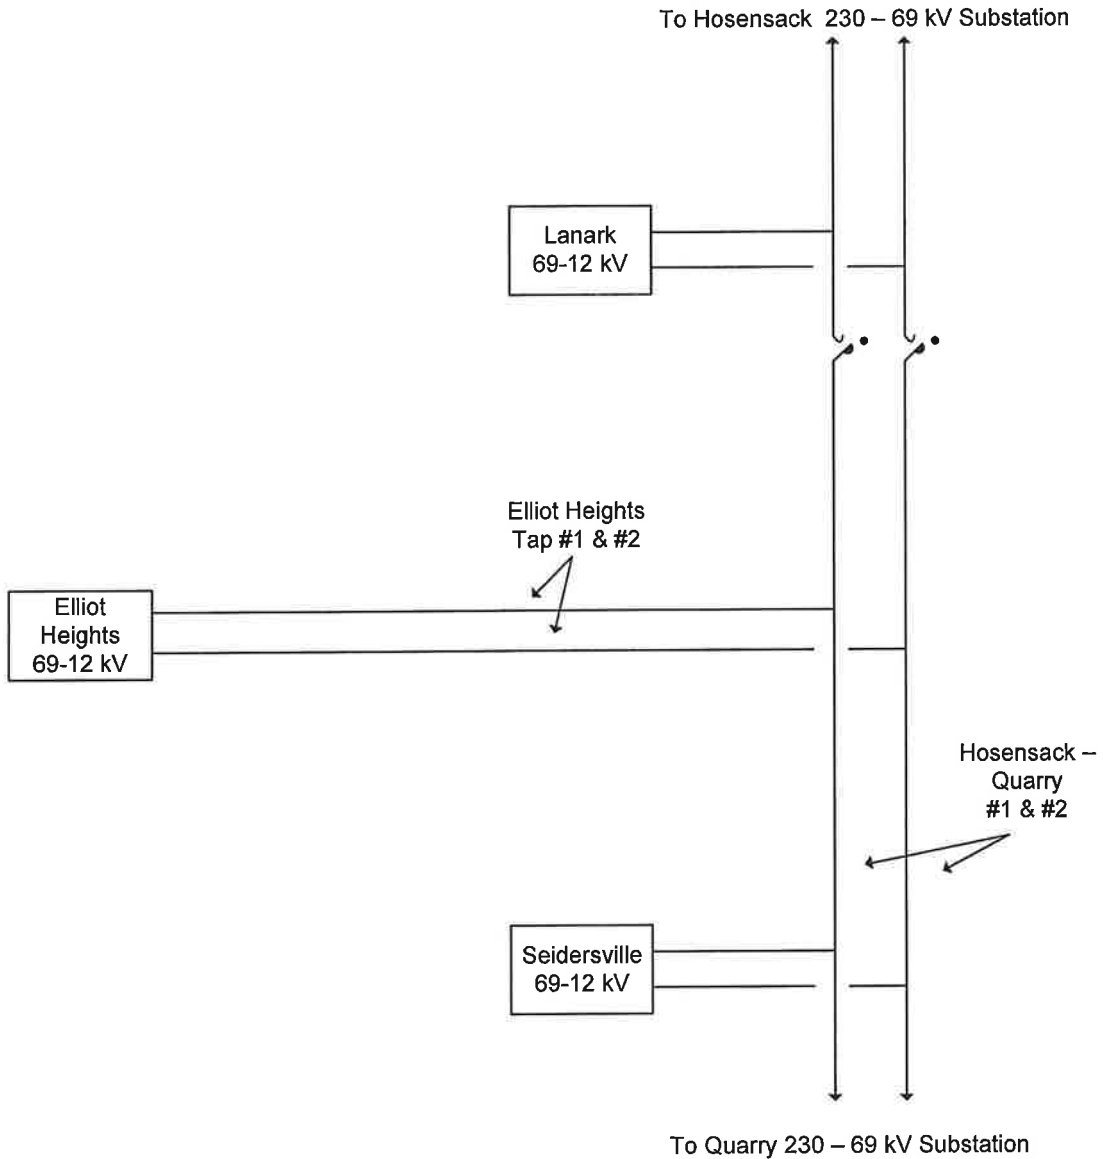 To Hosensack 230 – 69 kV Substation
Lanark
69-12 kV
Elliot Heights
Tap #1 & #2
Elliot
Heights
69-12 kV
Hosensack –
Quarry
#1 & #2
Seidersville
69-12 kV
To Quarry 230 – 69 kV Substation